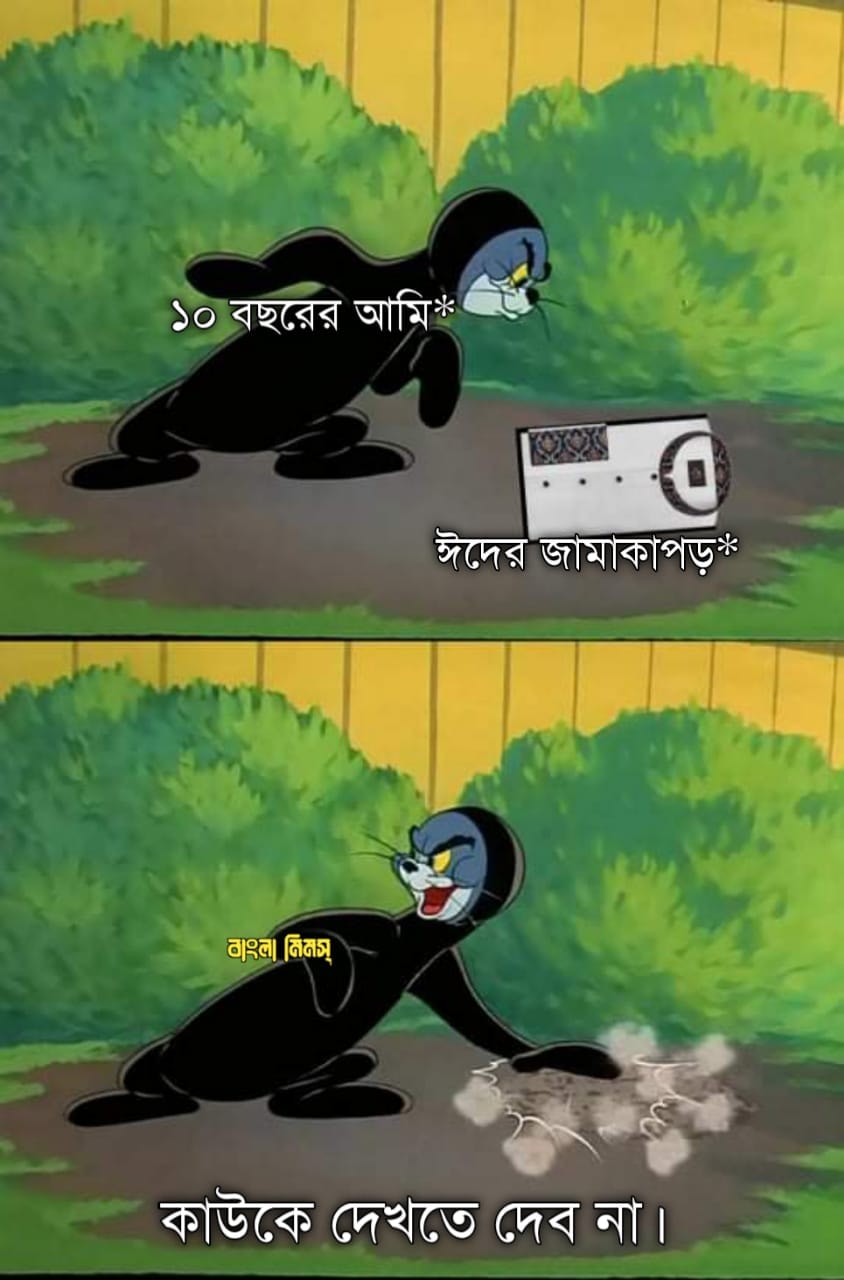 ১০ বছরের আমি*
ঈদের জামাকাপড়*
বাংলা মিমস্
কাউকে দেখতে দেব না।